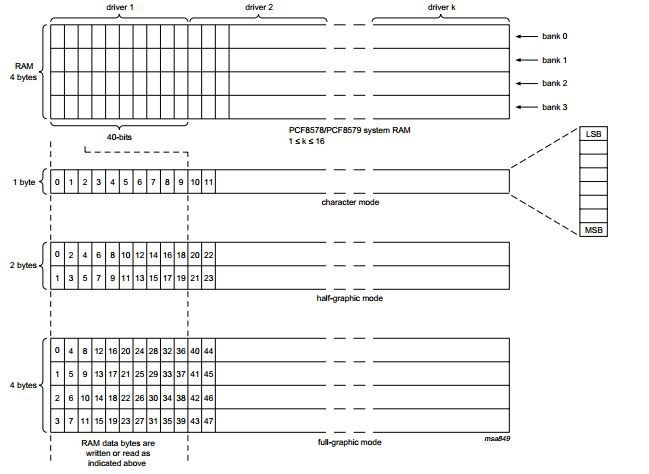 driver 1 driver 2 driver k
RAM
4 bytes
bank 0
bank 1
bank 2
bank 3
40-bits
PCF8578/PCF8579 system RAM
1 ≤ k ≤ 16
LSB
MSB
1 byte
0 1 2 3 4 5 6 7 8 9 10 11
character mode
2 bytes
0 2 4 6 8 10 12 14 16 18 20 22
1 3 5 7 9 11 13 15 17 19 21 23
half-graphic mode
4 bytes
0 4 8 12 16 20 24 28 32 36 40 44
1 5 9 13 17 21 25 29 33 37 41 45
2 6 10 14 18 22 26 30 34 38 42 46
3 7 11 15 19 23 27 31 35 39 43 47
RAM data bytes are
written or read as
indicated above
full-graphic mode
msa849